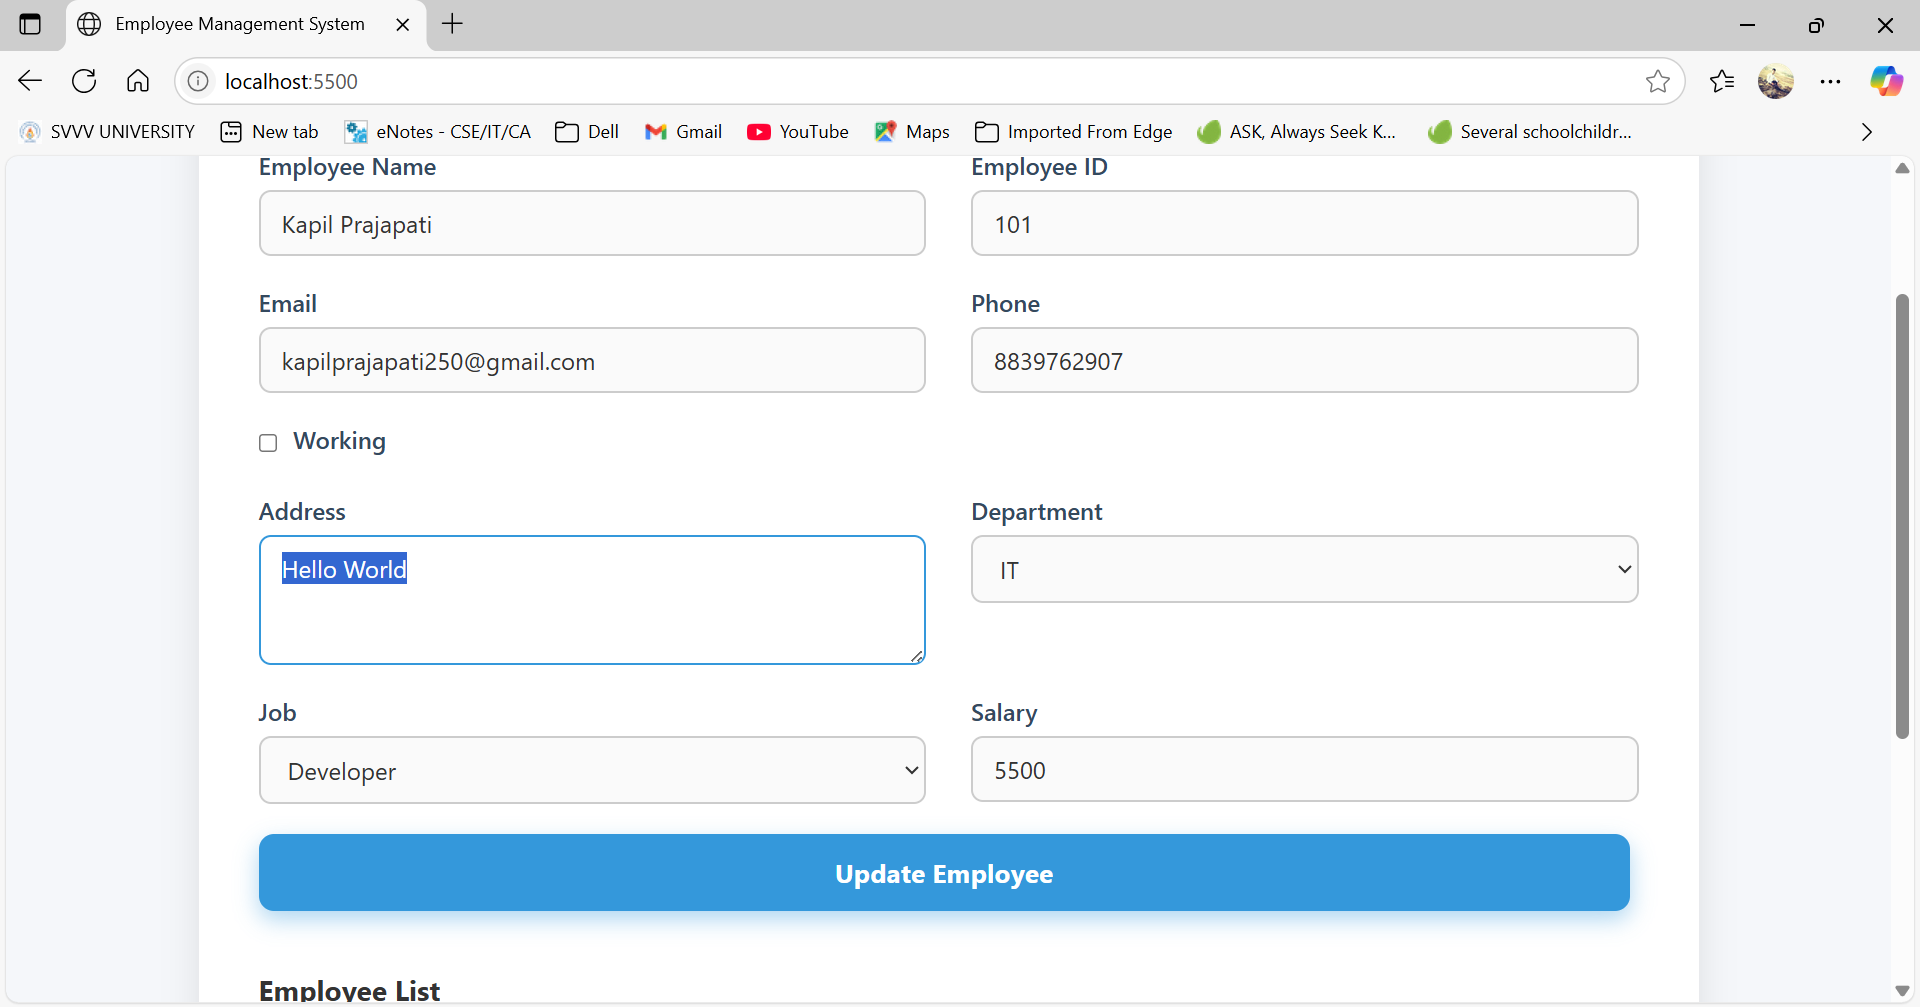 Employee Management System
localhost:5500
SVVV UNIVERSITY New tab eNotes - CSE/IT/CA Dell Gmail YouTube Maps Imported From Edge ASK, Always Seek K... Several schoolchildr...
Employee Name Employee ID
Kapil Prajapati 101
Email Phone
kapilprajapati250@gmail.com 8839762907
Working
Address Department
Hello World IT
Job Salary
Developer 5500
Update Employee
Employee List